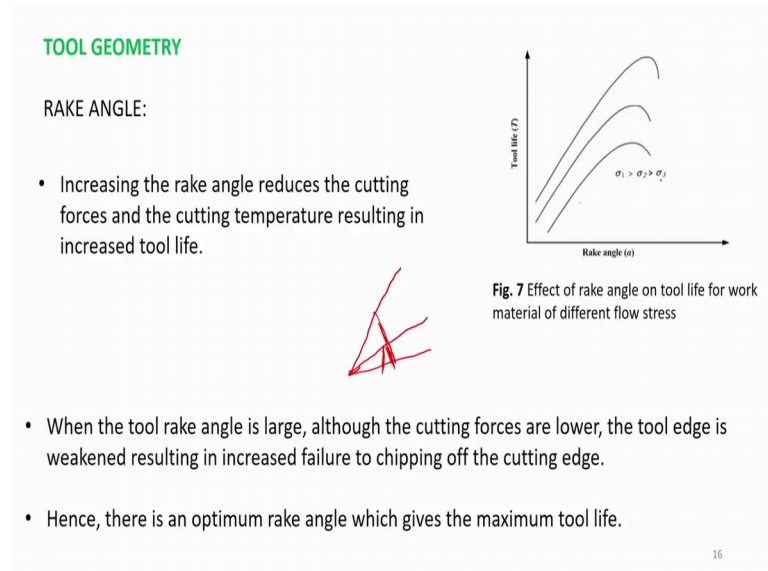 TOOL GEOMETRY
RAKE ANGLE:
• Increasing the rake angle reduces the cutting
forces and the cutting temperature resulting in
increased tool life.
Tool life (T)
σ1 > σ2> σ3
Rake angle (α)
Fig. 7 Effect of rake angle on tool life for work
material of different flow stress
• When the tool rake angle is large, although the cutting forces are lower, the tool edge is
weakened resulting in increased failure to chipping off the cutting edge.
• Hence, there is an optimum rake angle which gives the maximum tool life.
16